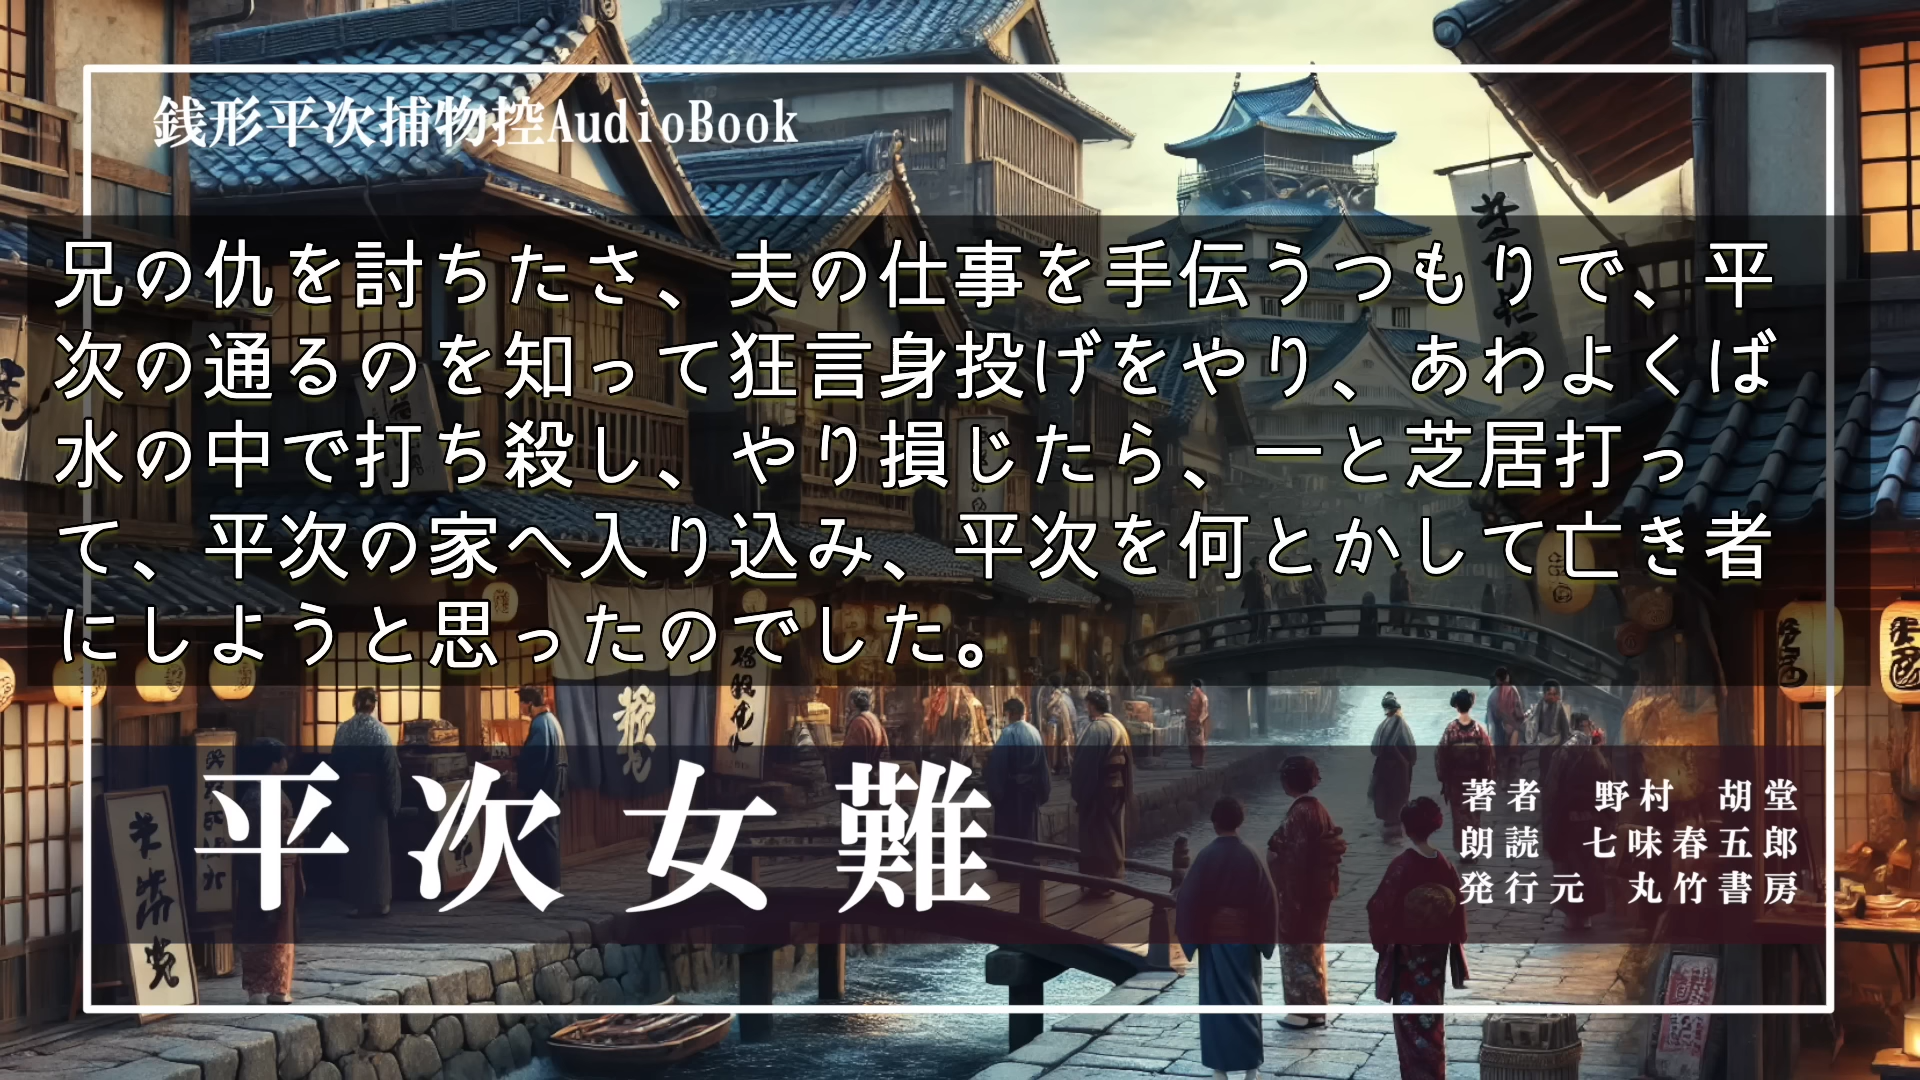 銭形平次捕物控AudioBook
兄の仇を討ちたさ、夫の仕事を手伝うつもりで、平
次の通るのを知って狂言身投げをやり、あわよくば
水の中で打ち殺し、やり損じたら、一と芝居打っ
て、平次の家へ入り込み、平次を何とかして亡き者
にしようと思ったのでした。
平次女難
著者　野村　胡堂
朗読　七味春五郎
発行元　丸竹書房